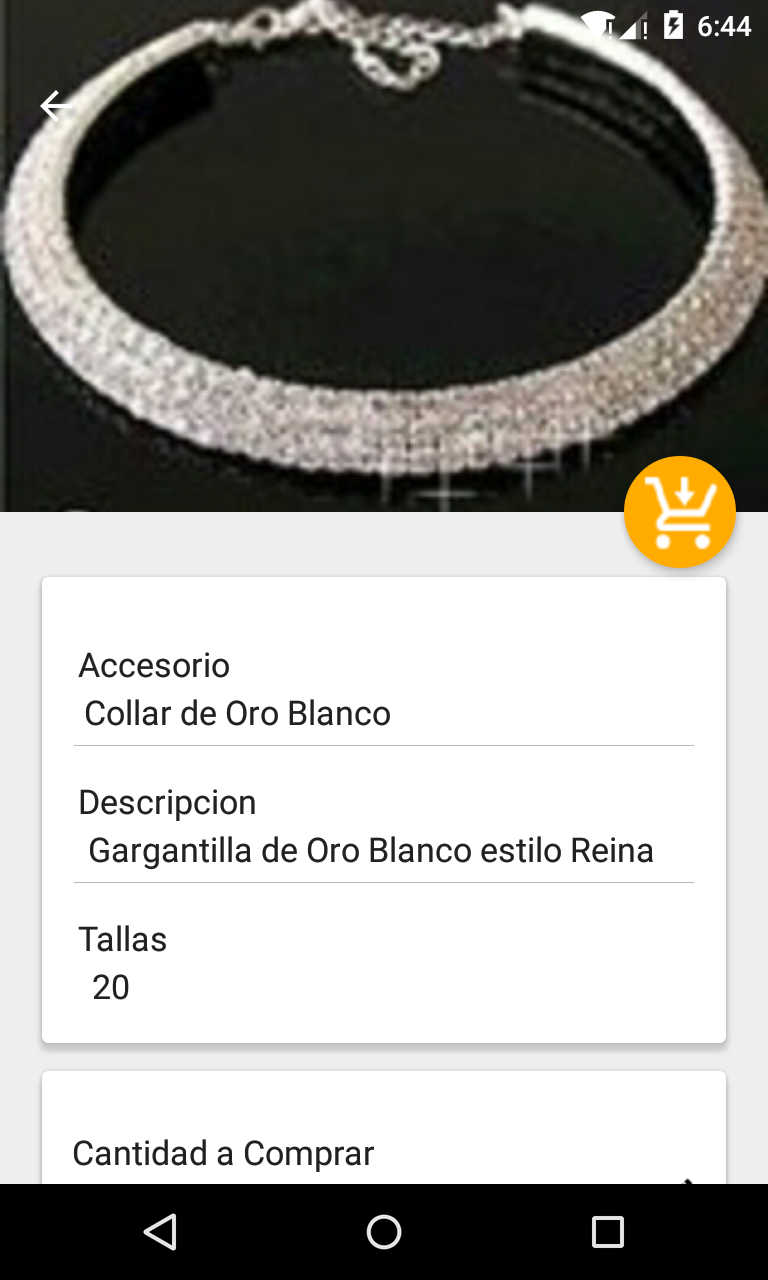 6:44
Accesorio
Collar de Oro Blanco
Descripcion
Gargantilla de Oro Blanco estilo Reina
Tallas
20
Cantidad a Comprar